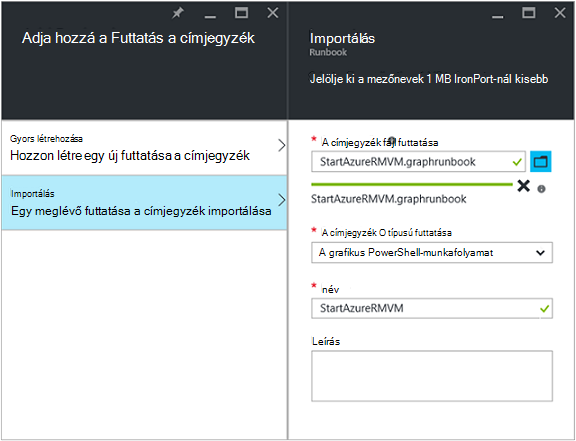 Adja hozzá a Futtatás a címjegyzék
Gyors létrehozása
Hozzon létre egy új futtatása a címjegyzék
Importálás
Egy meglévő futtatása a címjegyzék importálása
Importálás
Runbook
Jelölje ki a mezőnevek 1 MB IronPort-nál kisebb
* A címjegyzék fájl futtatása
StartAzureRMVM.graphrunbook
StartAzureRMVM.graphrunbook
* A címjegyzék O típusú futtatása
A grafikus PowerShell-munkafolyamat
* név
StartAzureRMVM
Leírás